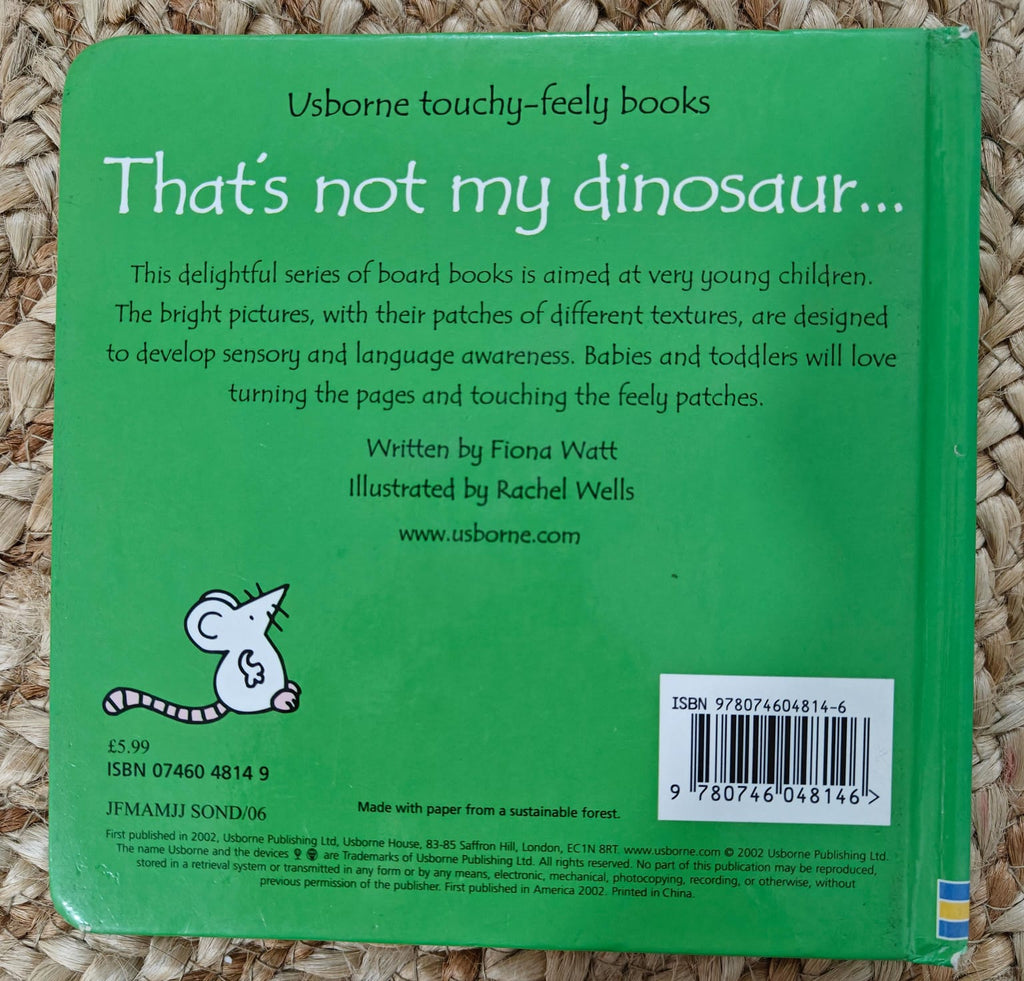 Usborne touchy-feely books
That's not my dinosaur...
This delightful series of board books is aimed at very young children.
The bright pictures, with their patches of different textures, are designed
to develop sensory and language awareness. Babies and toddlers will love
turning the pages and touching the feely patches.
Written by Fiona Watt
Illustrated by Rachel Wells
www.usborne.com
£5.99
ISBN 07460 4814 9
JFMAMJJ SOND/06
Made with paper from a sustainable forest.
ISBN 978074604814-6
9 780746 048146 >
First published in 2002, Usborne Publishing Ltd, Usborne House, 83-85 Saffron Hill, London, EC1N 8RT. www.usborne.com © 2002 Usborne Publishing Ltd.
The name Usborne and the devices are Trademarks of Usborne Publishing Ltd. All rights reserved. No part of this publication may be reproduced,
stored in a retrieval system or transmitted in any form or by any means, electronic, mechanical, photocopying, recording, or otherwise, without
previous permission of the publisher. First published in America 2002. Printed in China.